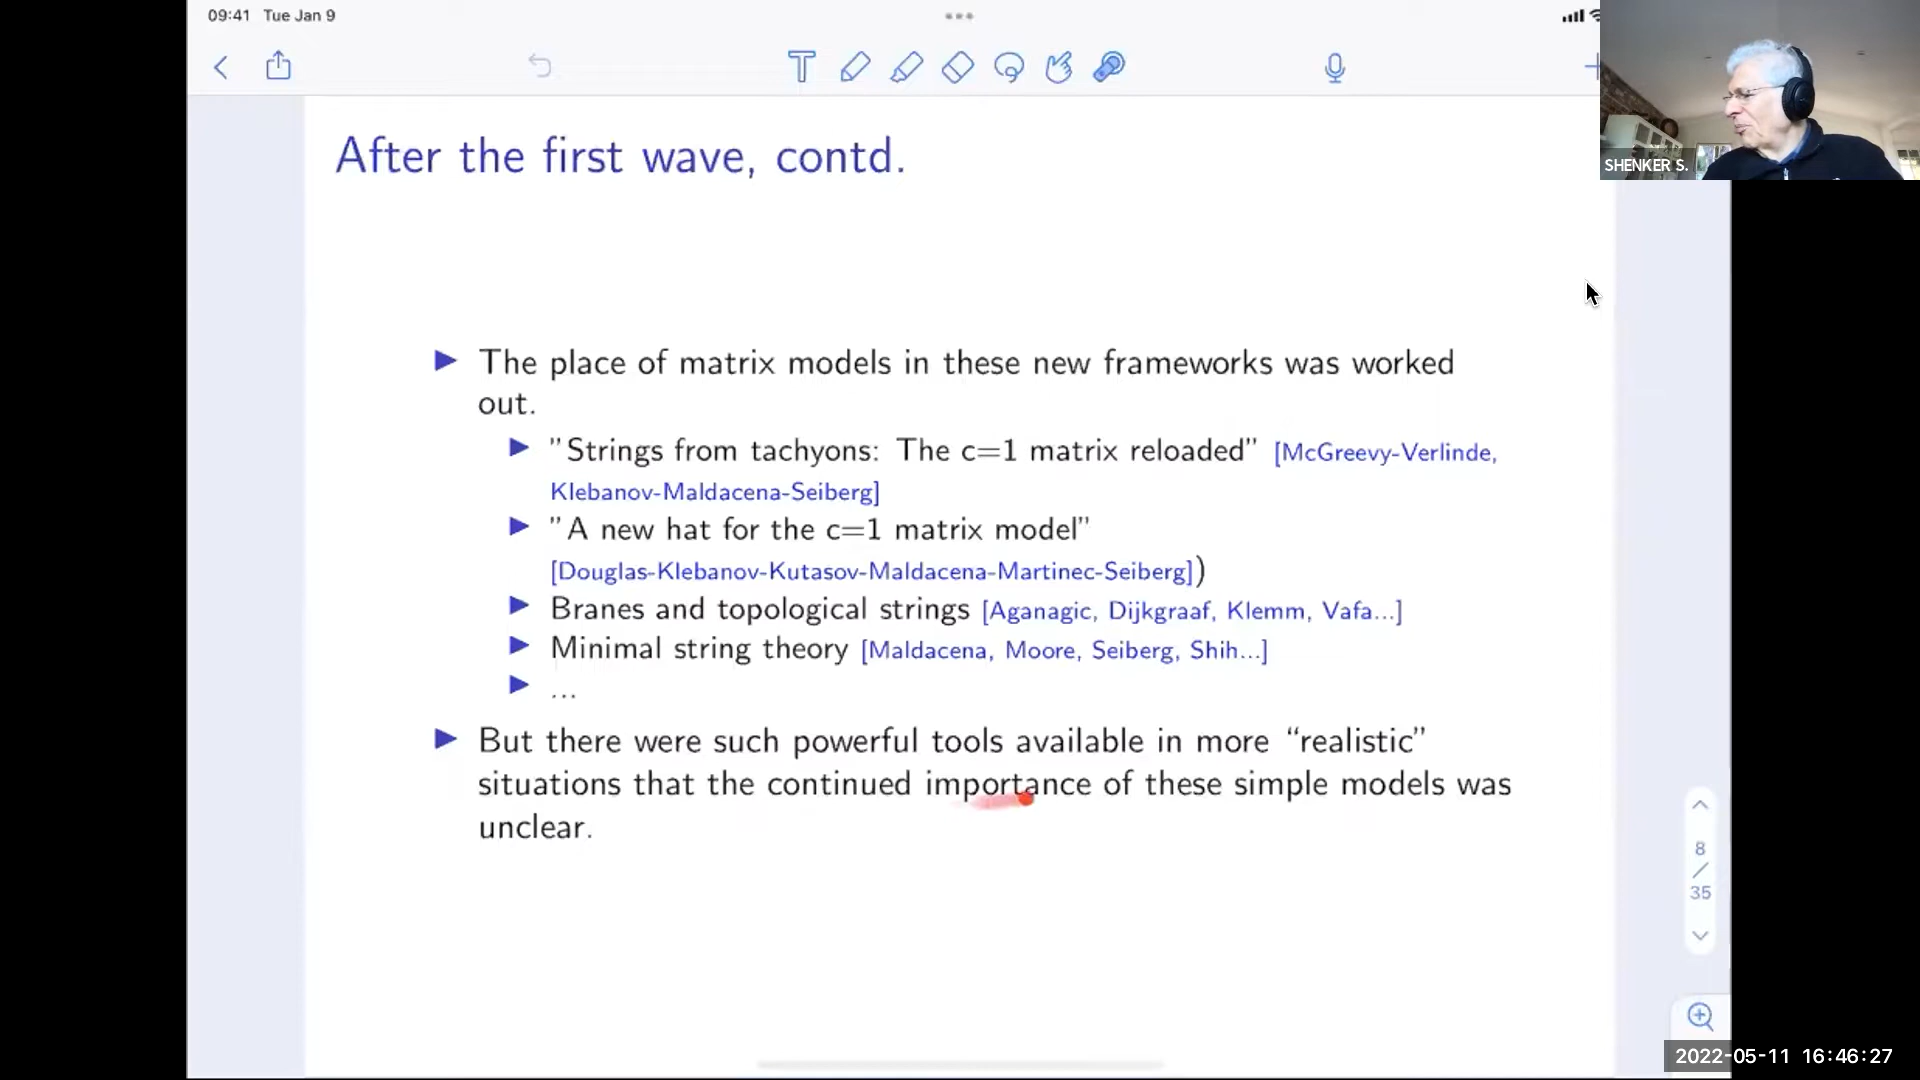 09:41 Tue Jan 9
SHENKER S.
After the first wave, contd.
The place of matrix models in these new frameworks was worked
out.
"Strings from tachyons: The c=1 matrix reloaded" [McGreevy-Verlinde,
Klebanov-Maldacena-Seiberg]
"A new hat for the c=1 matrix model"
[Douglas-Klebanov-Kutasov-Maldacena-Martinec-Seiberg])
Branes and topological strings [Aganagic, Dijkgraaf, Klemm, Vafa...]
Minimal string theory [Maldacena, Moore, Seiberg, Shih...]
...
But there were such powerful tools available in more “realistic”
situations that the continued importance of these simple models was
unclear.
8
/
35
2022-05-11 16:46:27